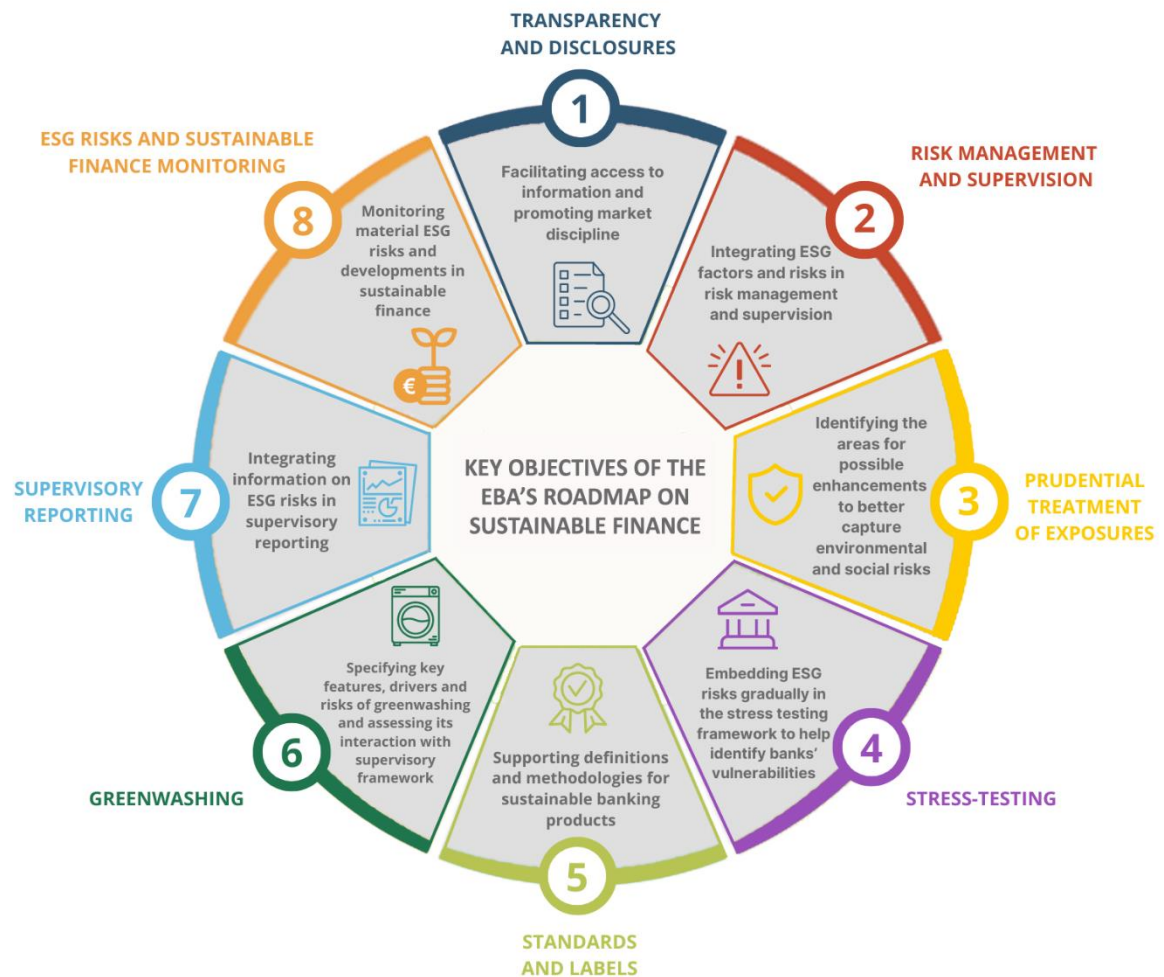 TRANSPARENCY
AND DISCLOSURES
1
Facilitating access to
information and
promoting market
discipline
RISK MANAGEMENT
AND SUPERVISION
2
Integrating ESG
factors and risks in
risk management
and supervision
PRUDENTIAL
TREATMENT
OF EXPOSURES
3
Identifying the
areas for
possible
enhancements
to better
capture
environmental
and social risks
STRESS-TESTING
4
Embedding ESG
risks gradually in
the stress testing
framework to help
identify banks’
vulnerabilities
STANDARDS
AND LABELS
5
Supporting definitions
and methodologies for
sustainable banking
products
GREENWASHING
6
Specifying key
features, drivers and
risks of greenwashing
and assessing its
interaction with
supervisory
framework
SUPERVISORY
REPORTING
7
Integrating
information on
ESG risks in
supervisory
reporting
ESG RISKS AND SUSTAINABLE
FINANCE MONITORING
8
Monitoring
material ESG
risks and
developments in
sustainable
finance
€
KEY OBJECTIVES OF THE
EBA’S ROADMAP ON
SUSTAINABLE FINANCE